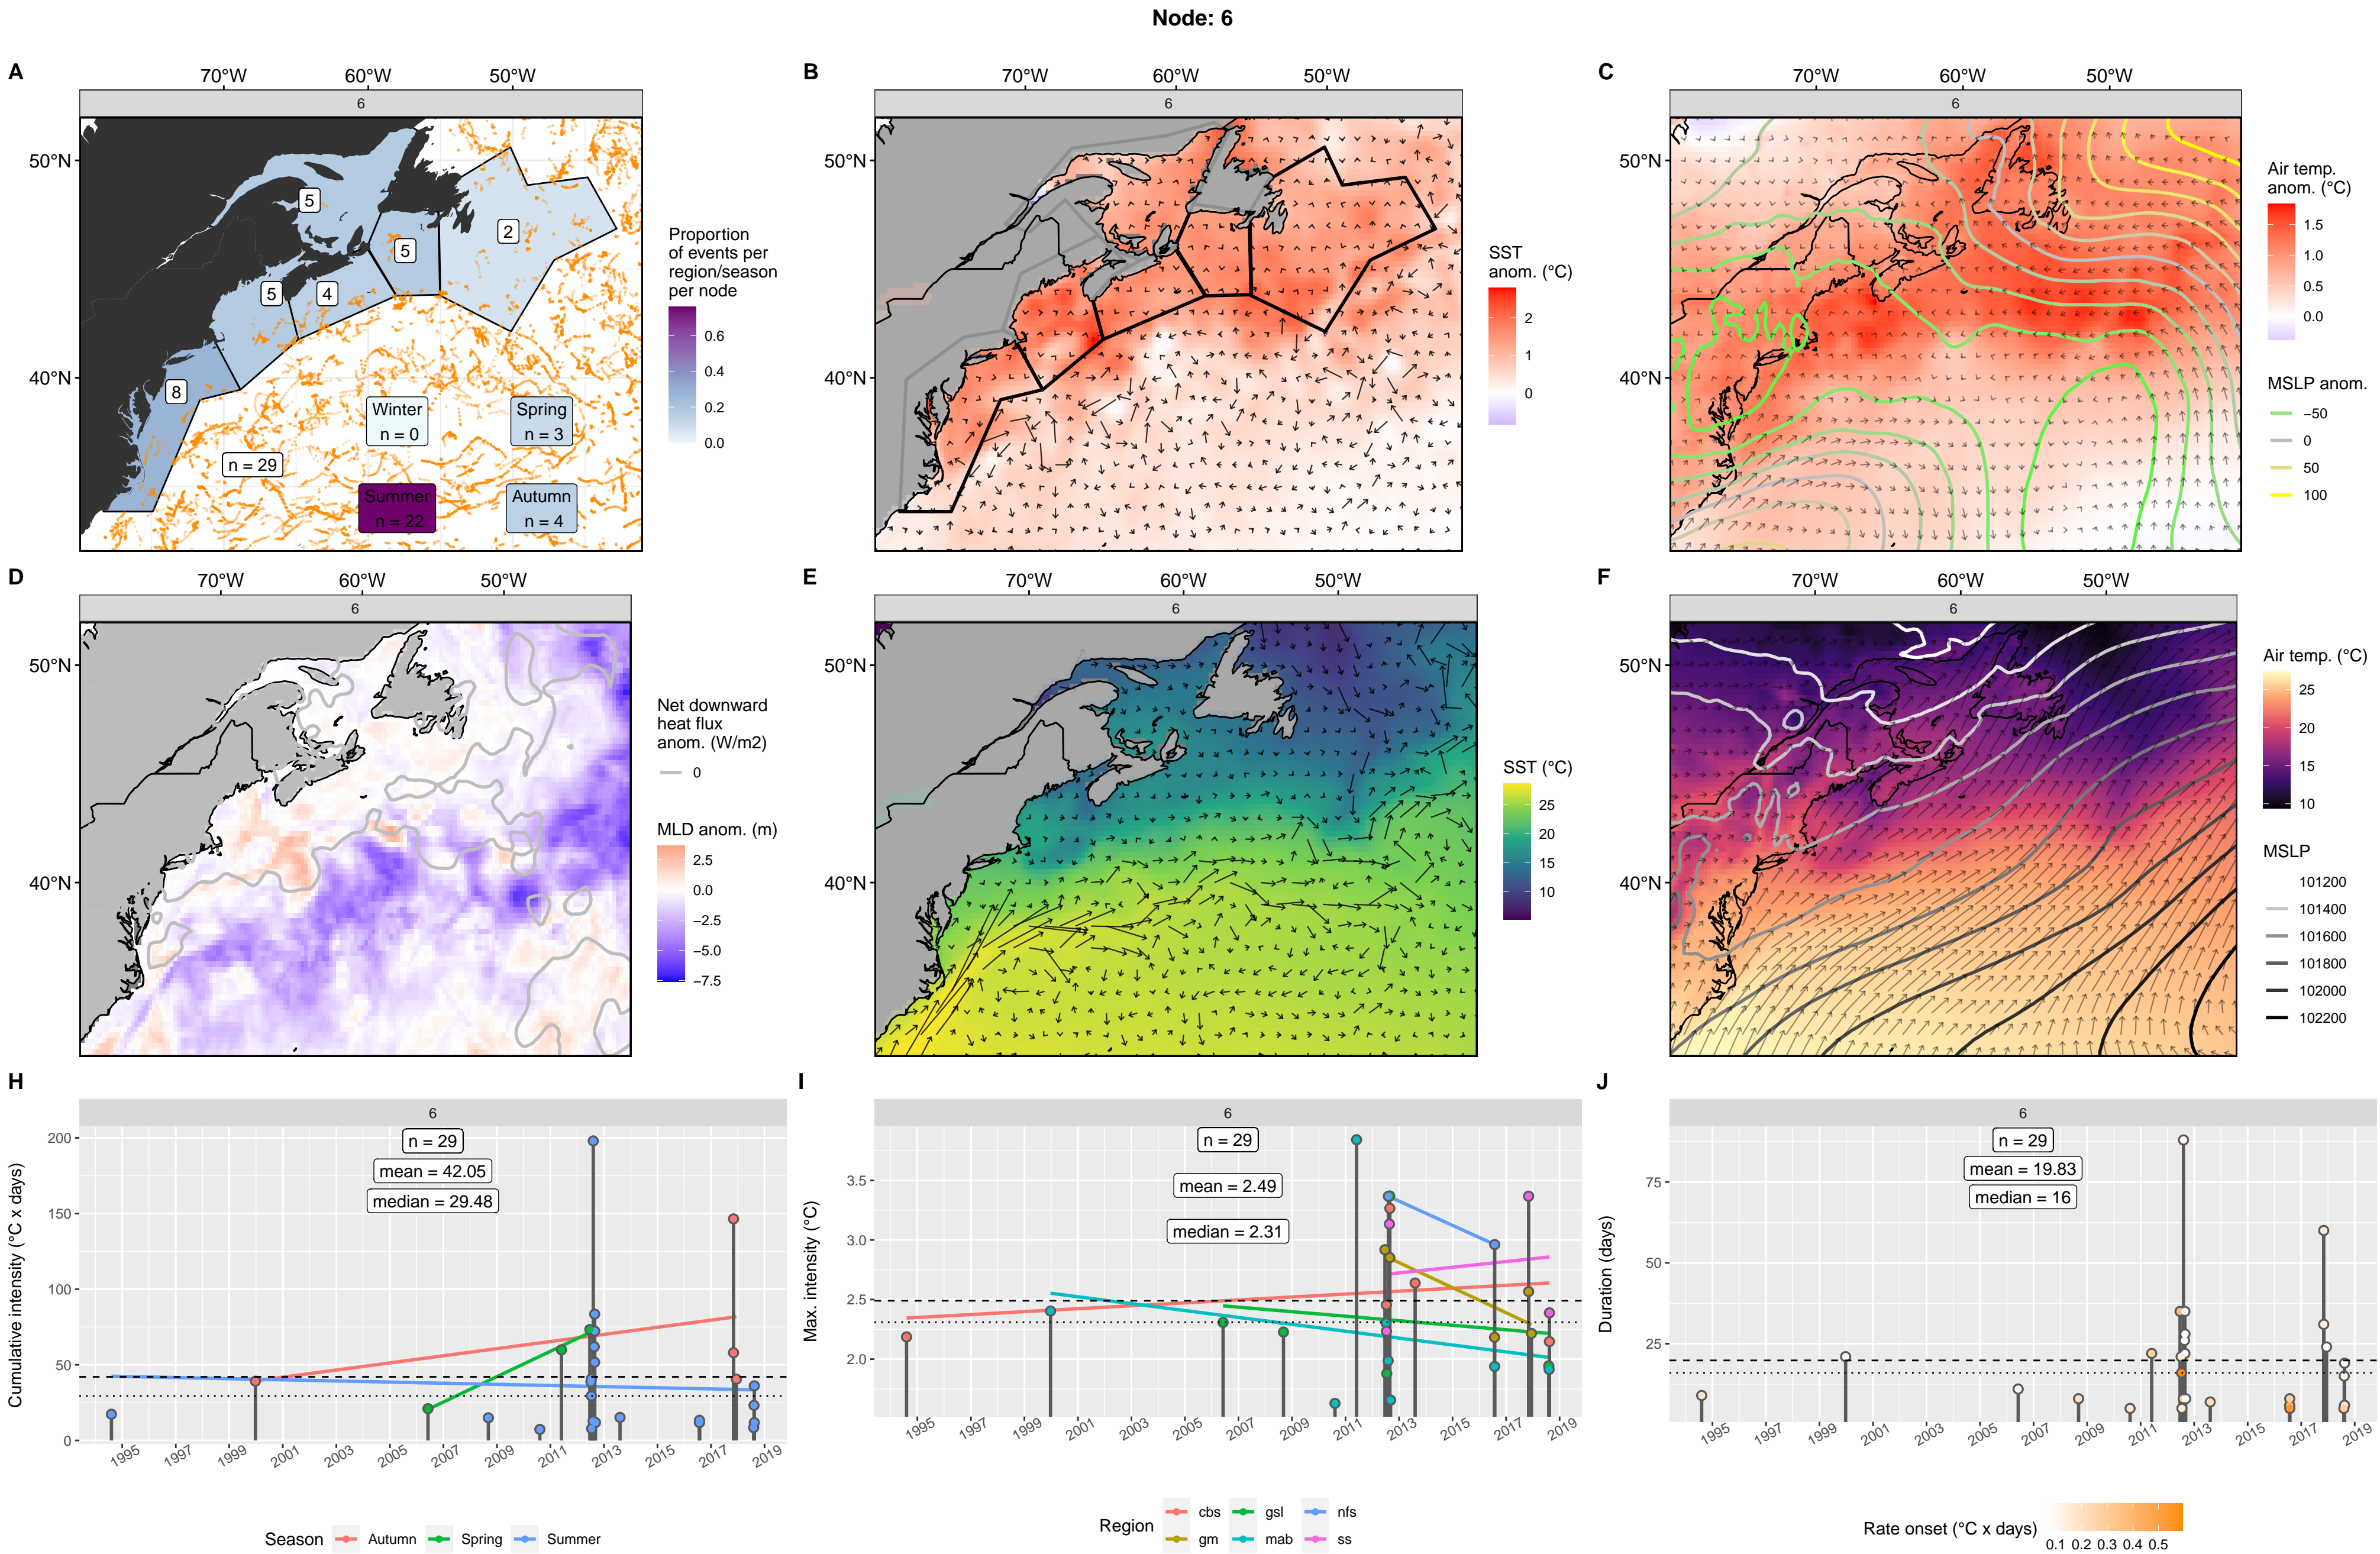 Node: 6
A
70°W 60°W 50°W
6
50°N
40°N
5
5
2
5
4
8
n = 29
Winter
n = 0
Spring
n = 3
Summer
n = 22
Autumn
n = 4
Proportion
of events per
region/season
per node
0.6
0.4
0.2
0.0
B
70°W 60°W 50°W
6
50°N
40°N
SST
anom. (°C)
2
1
0
C
70°W 60°W 50°W
6
50°N
40°N
Air temp.
anom. (°C)
1.5
1.0
0.5
0.0
MSLP anom.
−50
0
50
100
D
70°W 60°W 50°W
6
50°N
40°N
Net downward
heat flux
anom. (W/m2)
0
MLD anom. (m)
2.5
0.0
−2.5
−5.0
−7.5
E
70°W 60°W 50°W
6
50°N
40°N
SST (°C)
25
20
15
10
F
70°W 60°W 50°W
6
50°N
40°N
Air temp. (°C)
25
20
15
10
MSLP
101200
101400
101600
101800
102000
102200
H
6
n = 29
mean = 42.05
median = 29.48
Cumulative intensity (°C x days)
200
150
100
50
0
1995 1997 1999 2001 2003 2005 2007 2009 2011 2013 2015 2017 2019
Season Autumn Spring Summer
I
6
n = 29
mean = 2.49
median = 2.31
Max. intensity (°C)
3.5
3.0
2.5
2.0
1995 1997 1999 2001 2003 2005 2007 2009 2011 2013 2015 2017 2019
Region cbs gsl nfs
gm mab ss
J
6
n = 29
mean = 19.83
median = 16
Duration (days)
75
50
25
1995 1997 1999 2001 2003 2005 2007 2009 2011 2013 2015 2017 2019
Rate onset (°C x days)
0.1 0.2 0.3 0.4 0.5